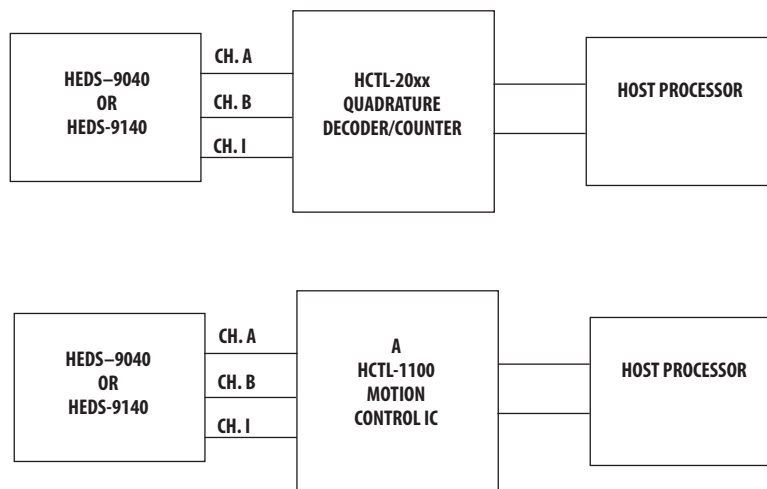 HEDS–9040
OR
HEDS-9140
CH. A
CH. B
CH. I
HCTL-20xx
QUADRATURE
DECODER/COUNTER
HOST PROCESSOR
HEDS–9040
OR
HEDS-9140
CH. A
CH. B
CH. I
A
HCTL-1100
MOTION
CONTROL IC
HOST PROCESSOR